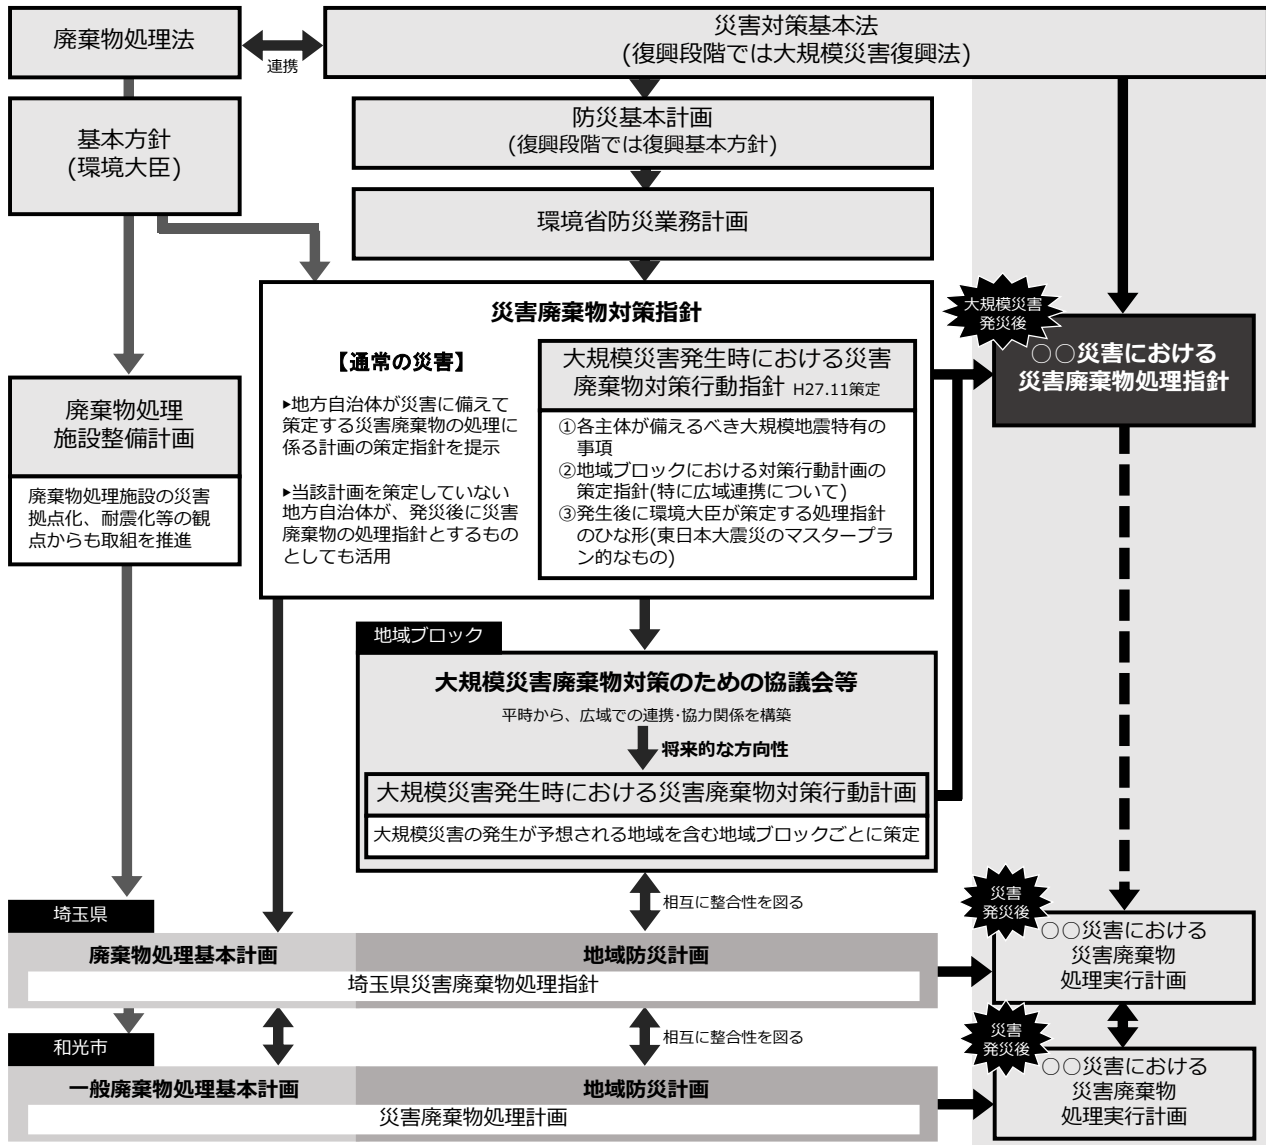 廃棄物処理法
連携
災害対策基本法
(復興段階では大規模災害復興法)
基本方針
(環境大臣)
防災基本計画
(復興段階では復興基本方針)
環境省防災業務計画
災害廃棄物対策指針
【通常の災害】
▶地方自治体が災害に備えて
策定する災害廃棄物の処理に
係る計画の策定指針を提示
▶当該計画を策定していない
地方自治体が、発災後に災害
廃棄物の処理指針とするもの
としても活用
大規模災害発生時における災害
廃棄物対策行動指針 H27.11策定
①各主体が備えるべき大規模地震特有の
事項
②地域ブロックにおける対策行動計画の
策定指針(特に広域連携について)
③発生後に環境大臣が策定する処理指針
のひな形(東日本大震災のマスタープラ
ン的なもの)
大規模災害
発災後
○○災害における
災害廃棄物処理指針
廃棄物処理
施設整備計画
廃棄物処理施設の災害
拠点化、耐震化等の観
点からも取組を推進
地域ブロック
大規模災害廃棄物対策のための協議会等
平時から、広域での連携・協力関係を構築
将来的な方向性
大規模災害発生時における災害廃棄物対策行動計画
大規模災害の発生が予想される地域を含む地域ブロックごとに策定
相互に整合性を図る
埼玉県
廃棄物処理基本計画
地域防災計画
埼玉県災害廃棄物処理指針
災害
発災後
○○災害における
災害廃棄物
処理実行計画
相互に整合性を図る
和光市
一般廃棄物処理基本計画
地域防災計画
災害廃棄物処理計画
災害
発災後
○○災害における
災害廃棄物
処理実行計画